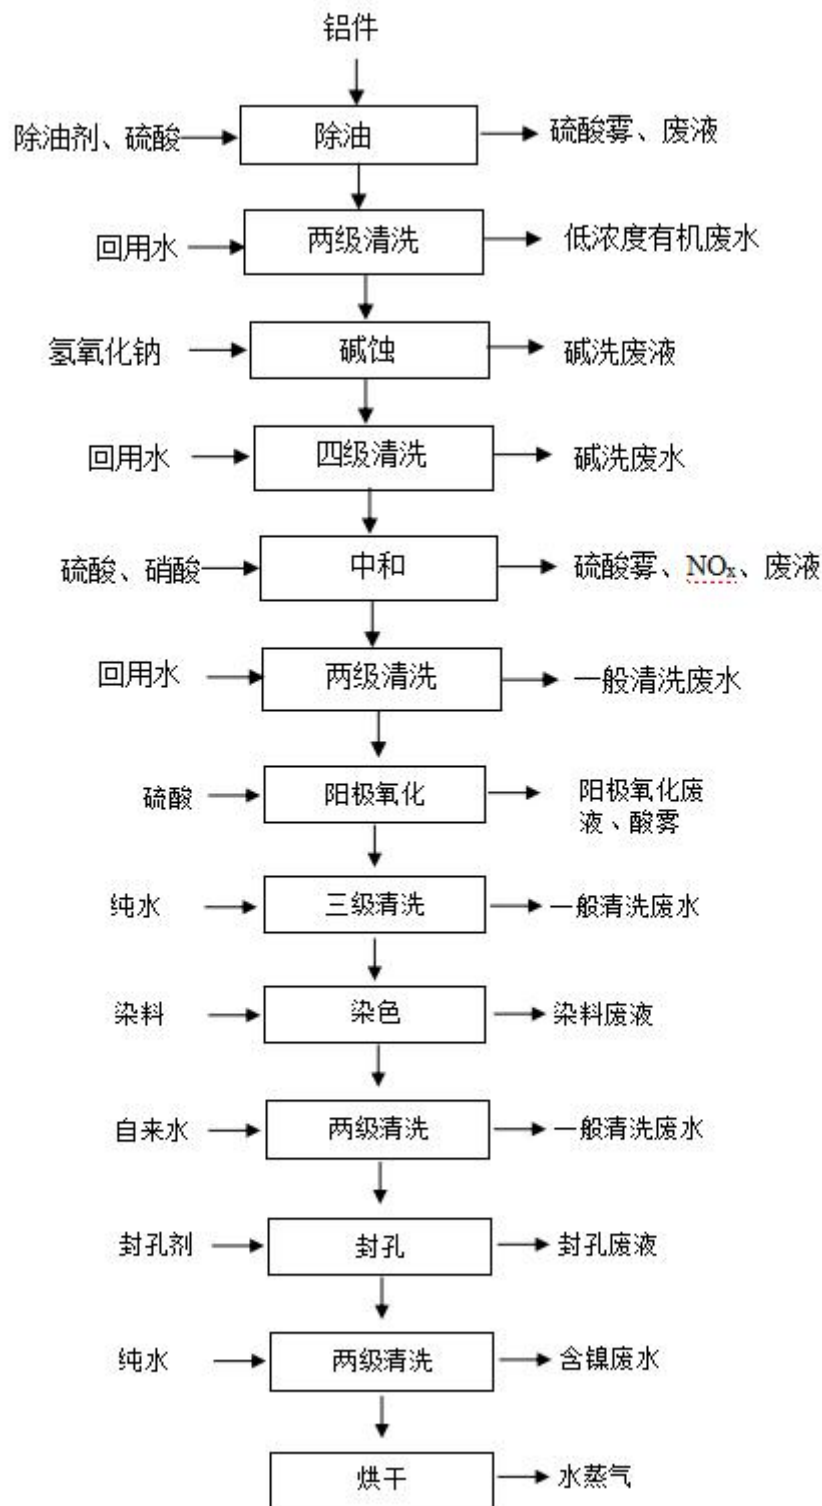 铝件
除油剂、硫酸
除油
硫酸雾、废液
回用水
两级清洗
低浓度有机废水
氢氧化钠
碱蚀
碱洗废液
回用水
四级清洗
碱洗废水
硫酸、硝酸
中和
硫酸雾、NOx、废液
回用水
两级清洗
一般清洗废水
硫酸
阳极氧化
阳极氧化废
液、酸雾
纯水
三级清洗
一般清洗废水
染料
染色
染料废液
自来水
两级清洗
一般清洗废水
封孔剂
封孔
封孔废液
纯水
两级清洗
含镍废水
烘干
水蒸气